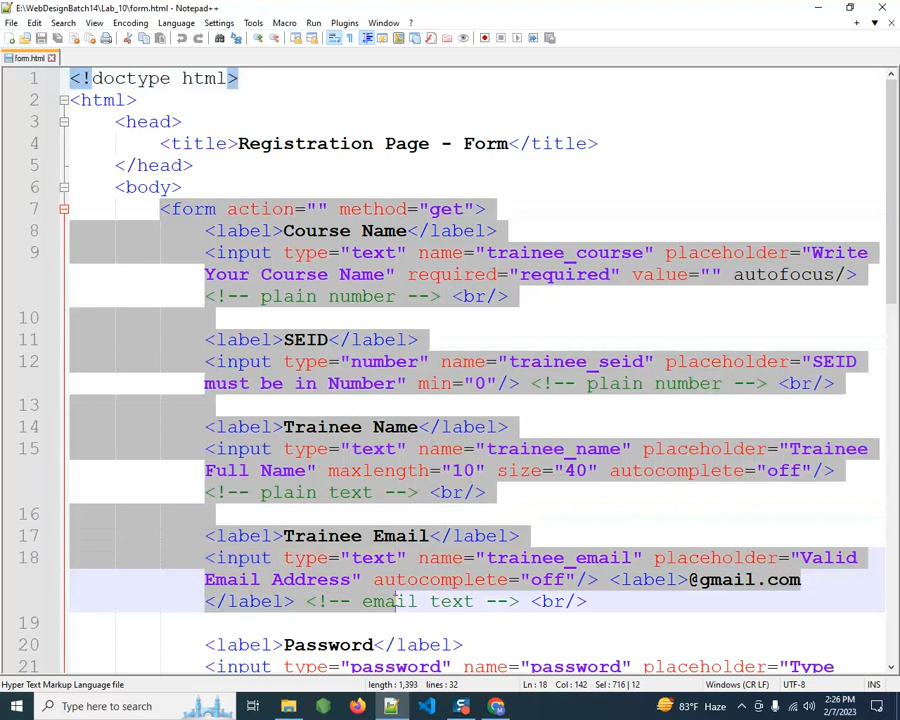 E:\WebDesignBatch14\Lab_10\form.html - Notepad++
File Edit Search View Encoding Language Settings Tools Macro Run Plugins Window ?
form.html
1 <!doctype html>
2 <html>
3 <head>
4 <title>Registration Page - Form</title>
5 </head>
6 <body>
7 <form action="" method="get">
8 <label>Course Name</label>
9 <input type="text" name="trainee_course" placeholder="Write
Your Course Name" required="required" value="" autofocus/>
<!-- plain number --> <br/>
10
11 <label>SEID</label>
12 <input type="number" name="trainee_seid" placeholder="SEID
must be in Number" min="0"/> <!-- plain number --> <br/>
13
14 <label>Trainee Name</label>
15 <input type="text" name="trainee_name" placeholder="Trainee
Full Name" maxlength="10" size="40" autocomplete="off"/>
<!-- plain text --> <br/>
16
17 <label>Trainee Email</label>
18 <input type="text" name="trainee_email" placeholder="Valid
Email Address" autocomplete="off"/> <label>@gmail.com
</label> <!-- email text --> <br/>
19
20 <label>Password</label>
21 <input type="password" name="password" placeholder="Type
Hyper Text Markup Language file length : 1,393 lines : 32 Ln : 18 Col : 142 Sel : 716 | 12 Windows (CR LF) UTF-8 INS
Type here to search 83°F Haze 2:26 PM
2/7/2023